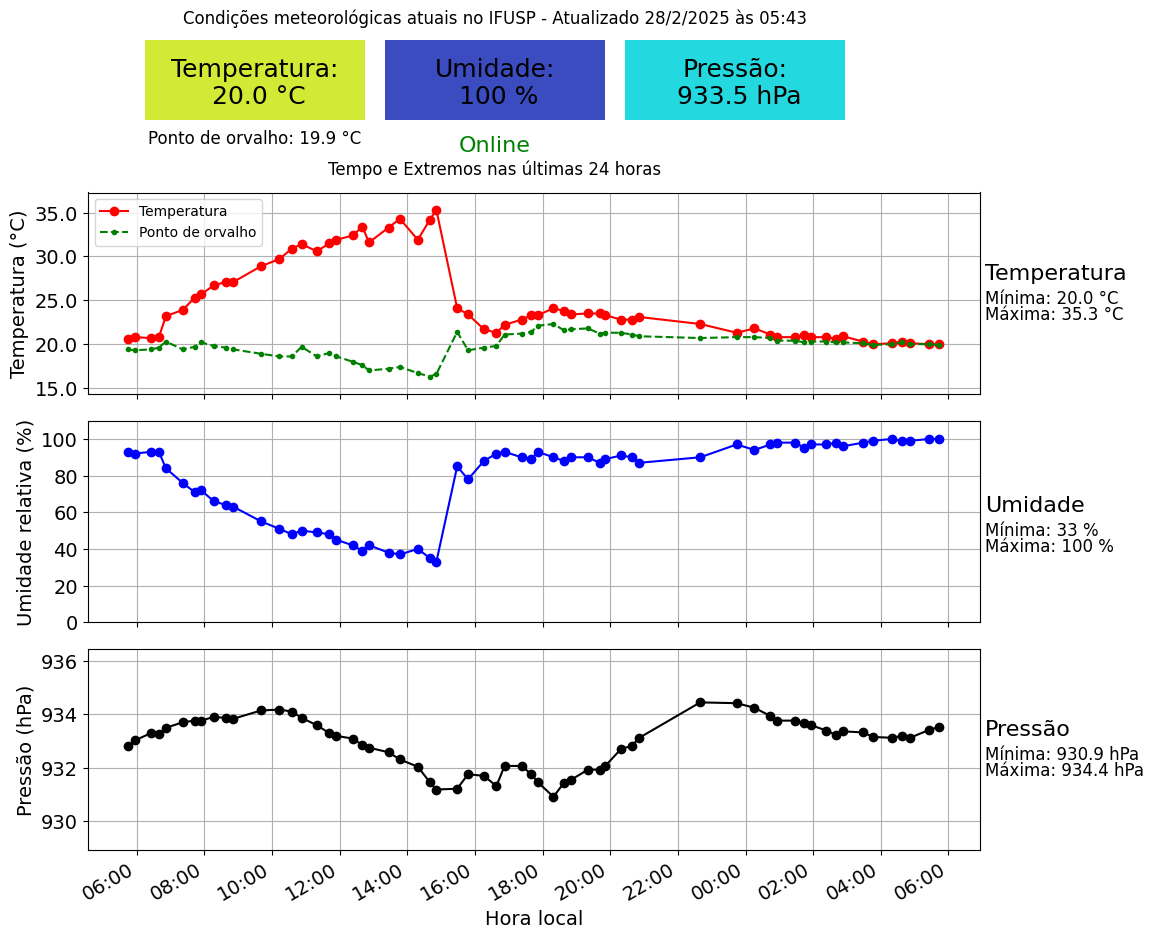 Condições meteorológicas atuais no IFUSP - Atualizado 28/2/2025 às 05:43
Temperatura:
20.0 °C
Umidade:
100 %
Pressão:
933.5 hPa
Ponto de orvalho: 19.9 °C
Online
Tempo e Extremos nas últimas 24 horas
Temperatura (°C)
35.0
30.0
25.0
20.0
15.0
Temperatura
Ponto de orvalho
Temperatura
Mínima: 20.0 °C
Máxima: 35.3 °C
Umidade relativa (%)
100
80
60
40
20
0
Umidade
Mínima: 33 %
Máxima: 100 %
Pressão (hPa)
936
934
932
930
Pressão
Mínima: 930.9 hPa
Máxima: 934.4 hPa
06:00 08:00 10:00 12:00 14:00 16:00 18:00 20:00 22:00 00:00 02:00 04:00 06:00
Hora local